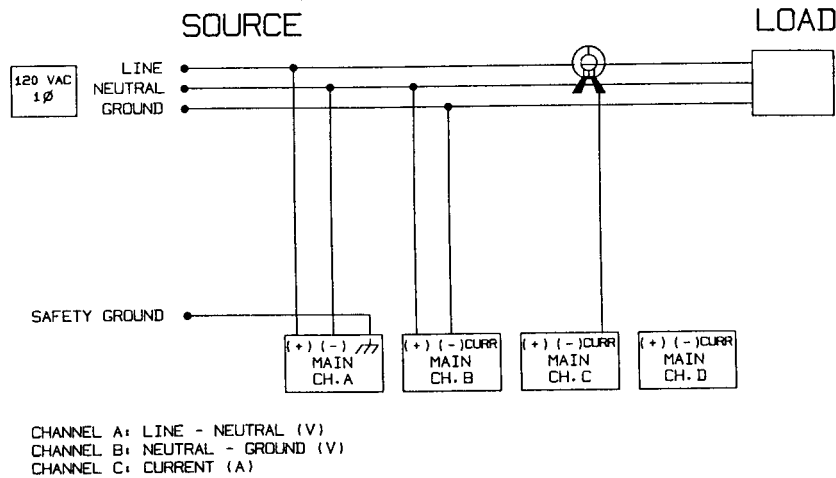 SOURCE
LOAD
120 VAC
1Ø
LINE
NEUTRAL
GROUND
SAFETY GROUND
(+) (-)
MAIN
CH. A
(+) (-)CURR
MAIN
CH. B
(+) (-)CURR
MAIN
CH. C
(+) (-)CURR
MAIN
CH. D
CHANNEL A: LINE - NEUTRAL (V)
CHANNEL B: NEUTRAL - GROUND (V)
CHANNEL C: CURRENT (A)